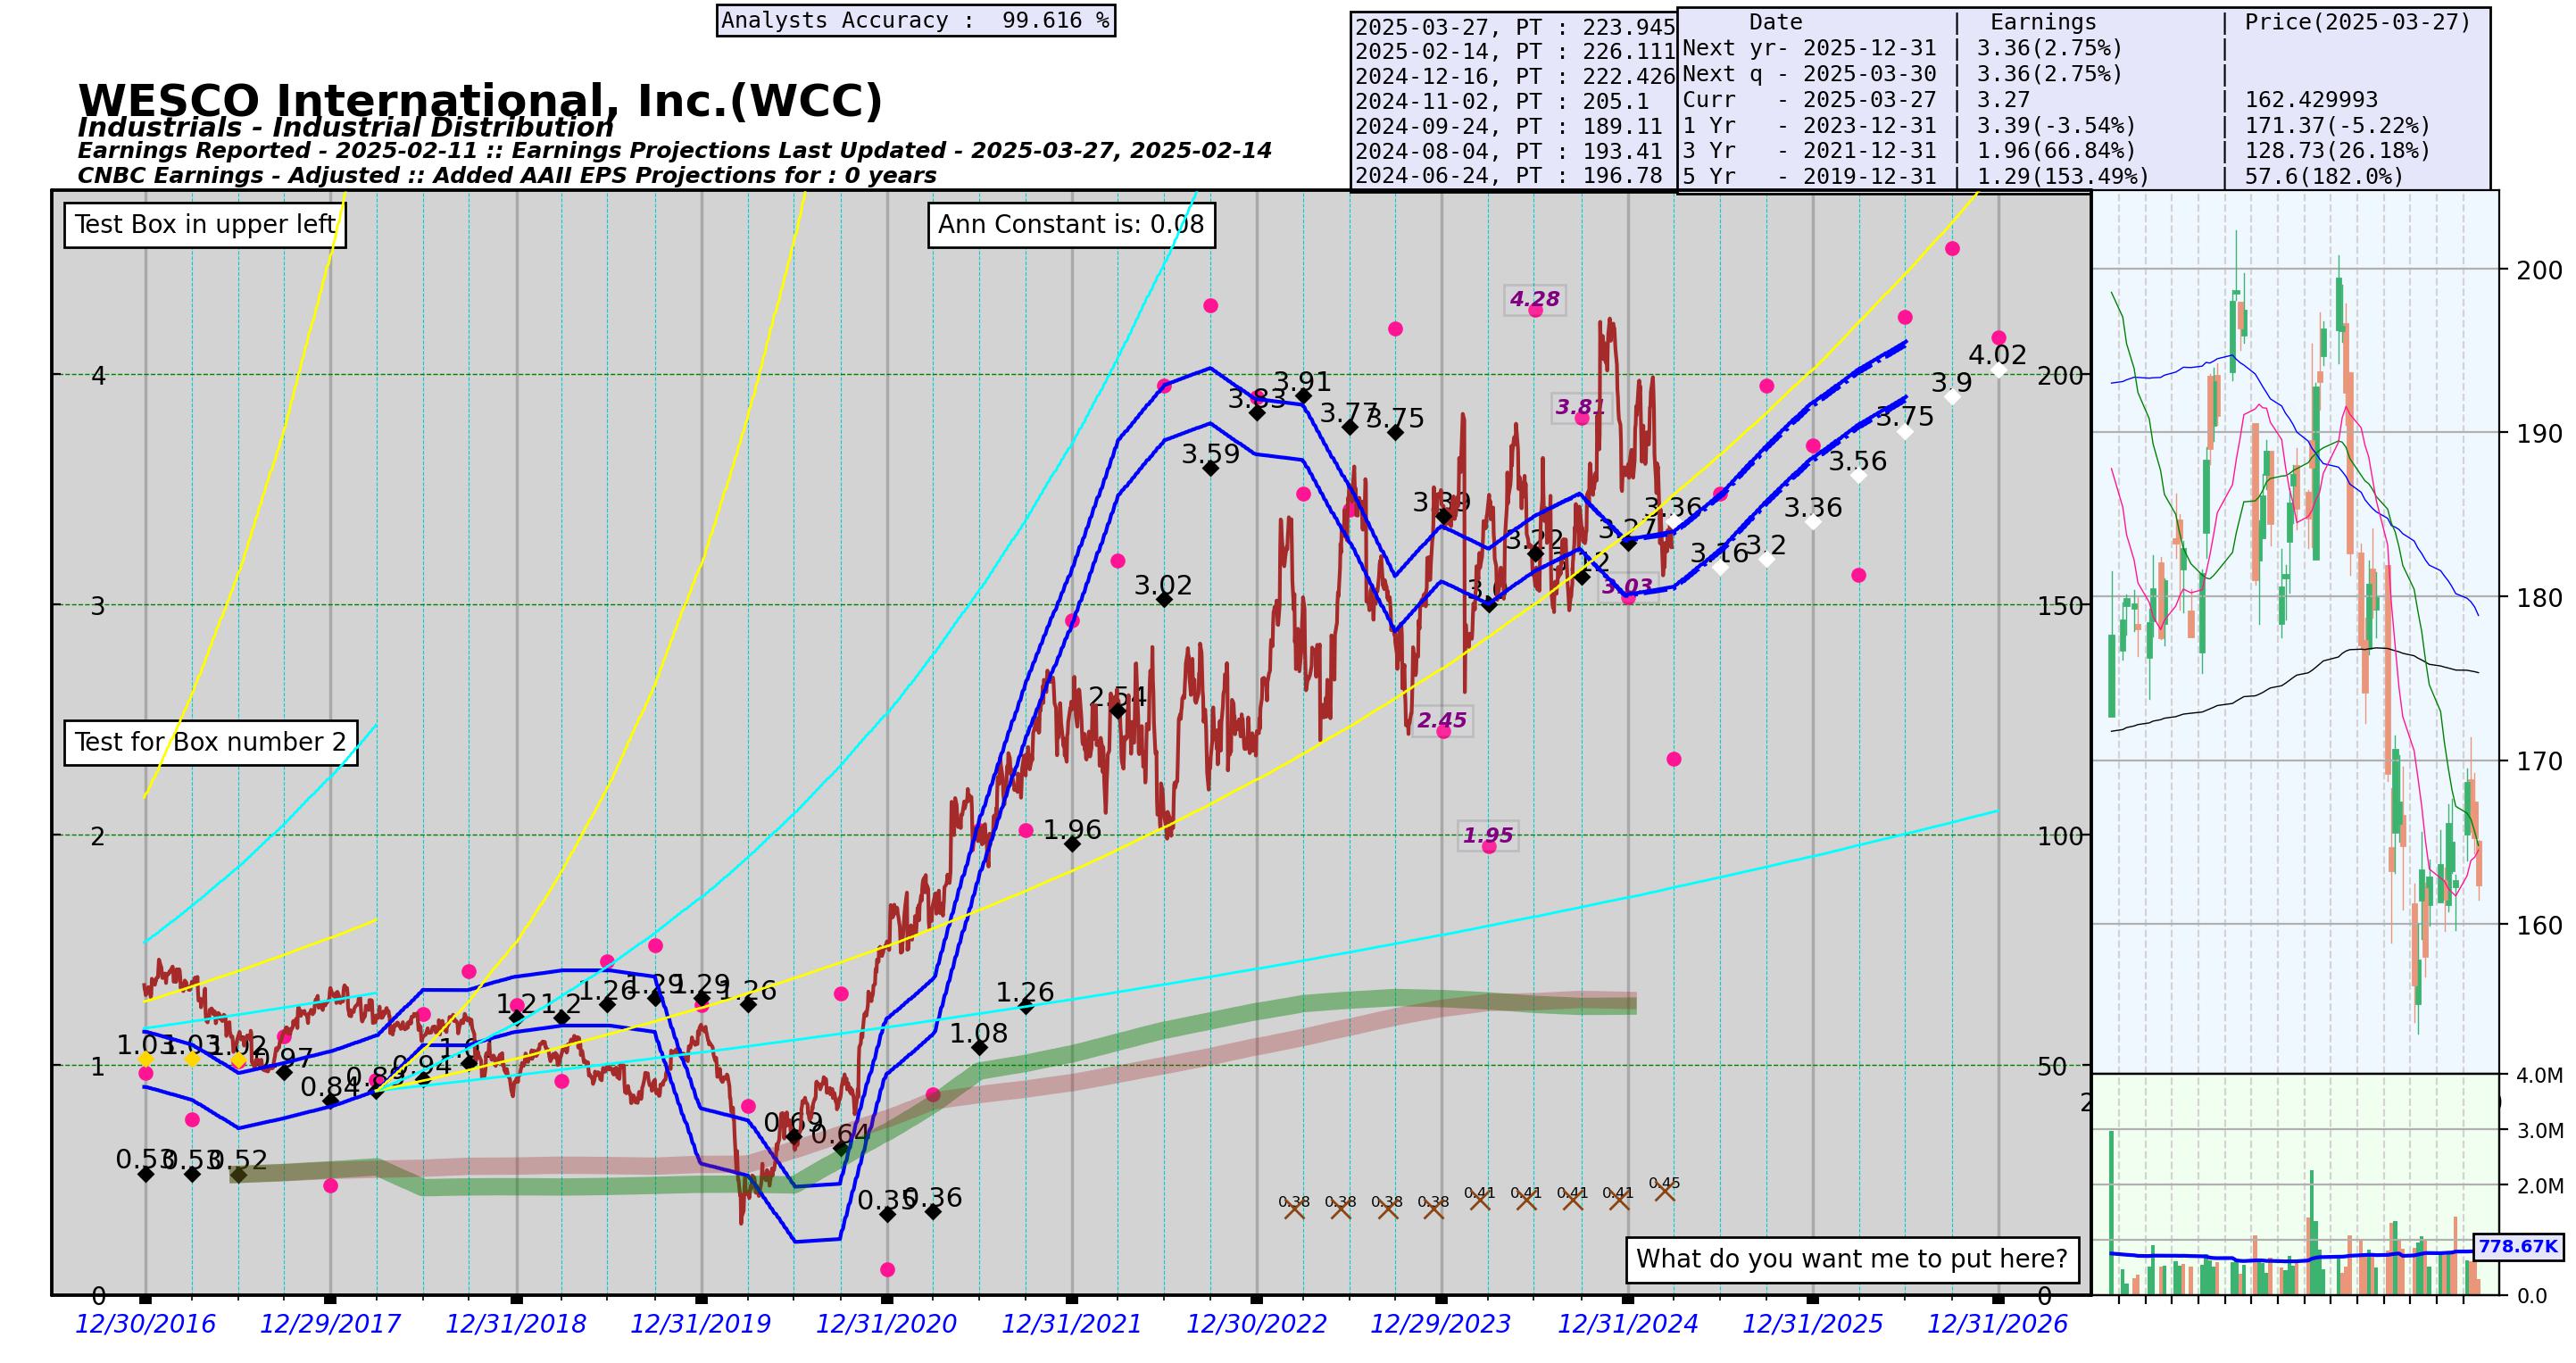 Analysts Accuracy :  99.616 %
2025-03-27, PT : 223.945
2025-02-14, PT : 226.111
2024-12-16, PT : 222.426
2024-11-02, PT : 205.1
2024-09-24, PT : 189.11
2024-08-04, PT : 193.41
2024-06-24, PT : 196.78
Date | Earnings | Price(2025-03-27)
Next yr- 2025-12-31 | 3.36(2.75%) |
Next q - 2025-03-30 | 3.36(2.75%) |
Curr - 2025-03-27 | 3.27 | 162.429993
1 Yr - 2023-12-31 | 3.39(-3.54%) | 171.37(-5.22%)
3 Yr - 2021-12-31 | 1.96(66.84%) | 128.73(26.18%)
5 Yr - 2019-12-31 | 1.29(153.49%) | 57.6(182.0%)
WESCO International, Inc.(WCC)
Industrials - Industrial Distribution
Earnings Reported - 2025-02-11 :: Earnings Projections Last Updated - 2025-03-27, 2025-02-14
CNBC Earnings - Adjusted :: Added AAII EPS Projections for : 0 years
Test Box in upper left
Ann Constant is: 0.08
Test for Box number 2
What do you want me to put here?
4
3
2
1
0
200
150
100
50
0
1.03 1.03 1.02 0.97
0.53 0.53 0.52
0.84 0.89 0.94
1.21 1.2 1.26 1.29 1.29 1.26
0.69 0.64
0.35 0.36
1.08 1.26
1.96
2.54
3.02
3.59
3.83 3.91
3.77 3.75
3.39
3.22
3.27
2.45
1.95
4.28
3.81
3.03
3.36
3.16 3.2
3.36
3.56
3.75
3.9
4.02
0.38 0.38 0.38 0.38 0.41 0.41 0.41 0.41 0.45
12/30/2016 12/29/2017 12/31/2018 12/31/2019 12/31/2020 12/31/2021 12/30/2022 12/29/2023 12/31/2024 12/31/2025 12/31/2026
200
190
180
170
160
4.0M
3.0M
2.0M
778.67K
0.0